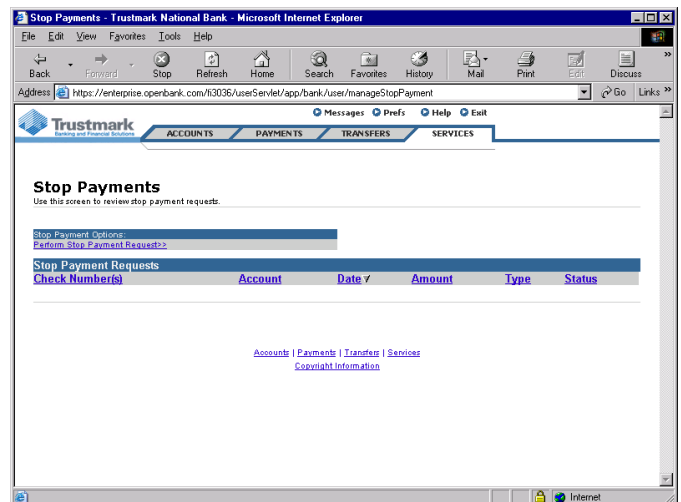 Stop Payments - Trustmark National Bank - Microsoft Internet Explorer
File Edit View Favorites Tools Help
Back Forward Stop Refresh Home Search Favorites History Mail Print Edit Discuss »
Address https://enterprise.openbank.com/fi3036/userServlet/app/bank/user/manageStopPayment Go Links »
Messages Prefs Help Exit
Trustmark
Banking and Financial Solutions
ACCOUNTS PAYMENTS TRANSFERS SERVICES
Stop Payments
Use this screen to review stop payment requests.
Stop Payment Options:
Perform Stop Payment Request>>
Stop Payment Requests
Check Number(s) Account Date Amount Type Status
Accounts | Payments | Transfers | Services
Copyright Information
Internet